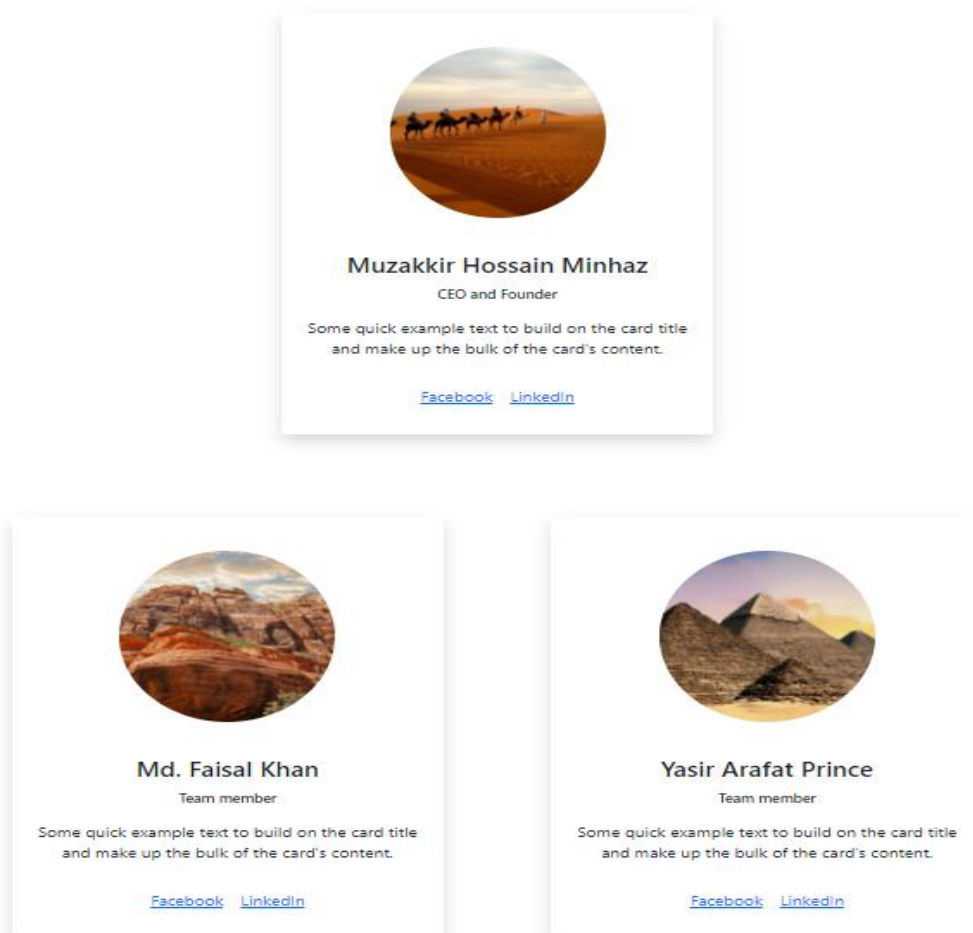 Muzakkir Hossain Minhaz
CEO and Founder
Some quick example text to build on the card title
and make up the bulk of the card's content.
Facebook LinkedIn
Md. Faisal Khan
Team member
Some quick example text to build on the card title
and make up the bulk of the card's content.
Facebook LinkedIn
Yasir Arafat Prince
Team member
Some quick example text to build on the card title
and make up the bulk of the card's content.
Facebook LinkedIn